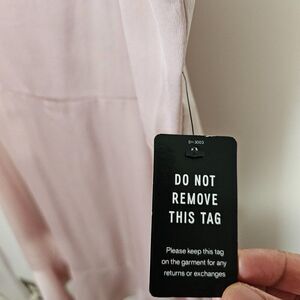 DO NOT
REMOVE
THIS TAG
Please keep this tag
on the garment for any
returns or exchanges